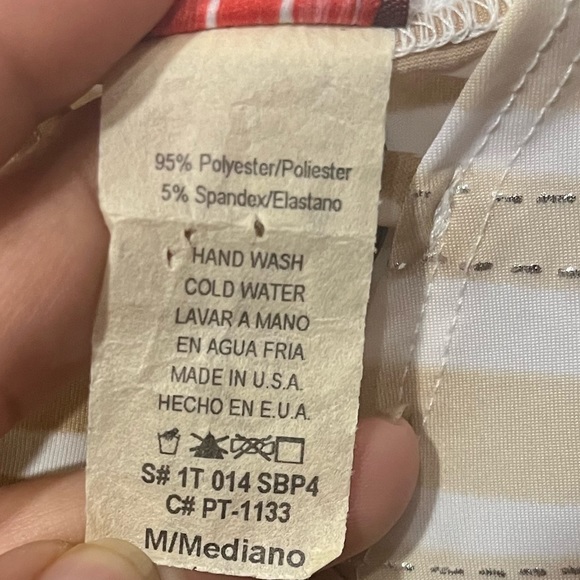 95% Polyester/Poliester
5% Spandex/Elastano
HAND WASH
COLD WATER
LAVAR A MANO
EN AGUA FRIA
MADE IN U.S.A.
HECHO EN E.U.A.
S# 1T 014 SBP4
C# PT-1133
M/Mediano